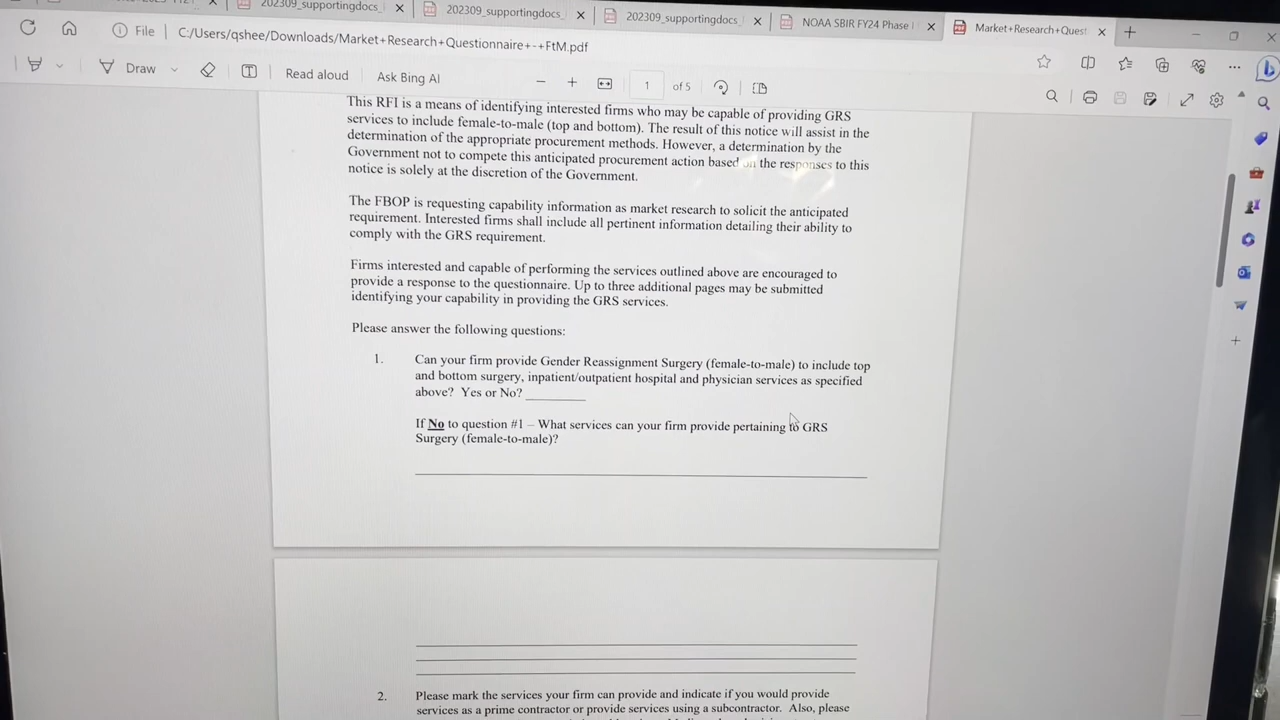 202309_supportingdocs_
202309_supportingdocs_
202309_supportingdocs_
NOAA SBIR FY24 Phase I
Market+Research+Quest
File
C:/Users/qshee/Downloads/Market+Research+Questionnaire+-+FtM.pdf
Draw
Read aloud
Ask Bing AI
1
of 5
This RFI is a means of identifying interested firms who may be capable of providing GRS
services to include female-to-male (top and bottom). The result of this notice will assist in the
determination of the appropriate procurement methods. However, a determination by the
Government not to compete this anticipated procurement action based on the responses to this
notice is solely at the discretion of the Government.
The FBOP is requesting capability information as market research to solicit the anticipated
requirement. Interested firms shall include all pertinent information detailing their ability to
comply with the GRS requirement.
Firms interested and capable of performing the services outlined above are encouraged to
provide a response to the questionnaire. Up to three additional pages may be submitted
identifying your capability in providing the GRS services.
Please answer the following questions:
1. Can your firm provide Gender Reassignment Surgery (female-to-male) to include top
and bottom surgery, inpatient/outpatient hospital and physician services as specified
above? Yes or No?
If No to question #1 – What services can your firm provide pertaining to GRS
Surgery (female-to-male)?
2. Please mark the services your firm can provide and indicate if you would provide
services as a prime contractor or provide services using a subcontractor. Also, please